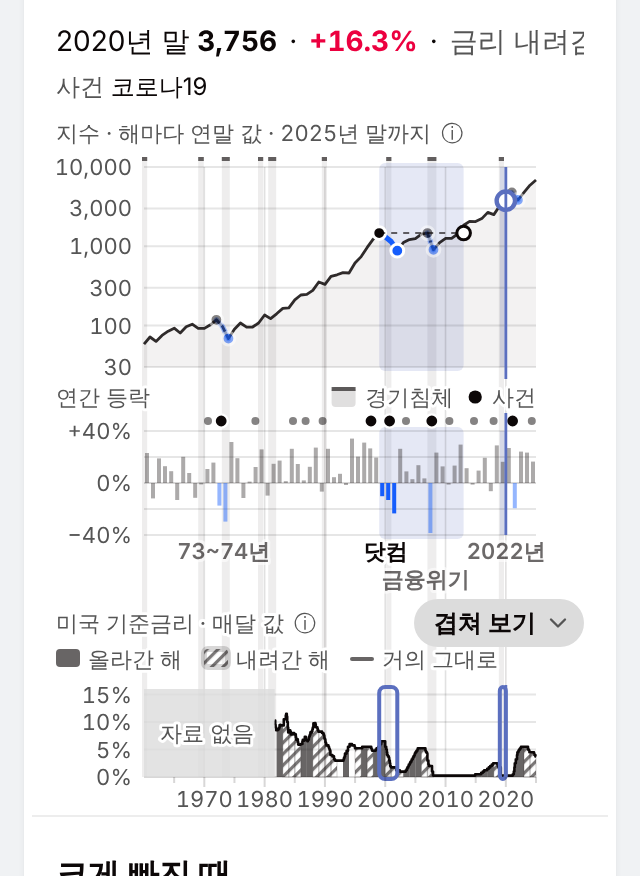 2020년 말 3,756 · +16.3% · 금리 내려감
사건 코로나19
지수 · 해마다 연말 값 · 2025년 말까지 ⓘ
10,000
3,000
1,000
300
100
30
연간 등락 경기침체 사건
+40%
0%
−40%
73~74년 닷컴 2022년
금융위기
미국 기준금리 · 매달 값 ⓘ 겹쳐 보기
올라간 해 내려간 해 거의 그대로
15%
10%
5%
0%
자료 없음
1970 1980 1990 2000 2010 2020
크게 빠진 때